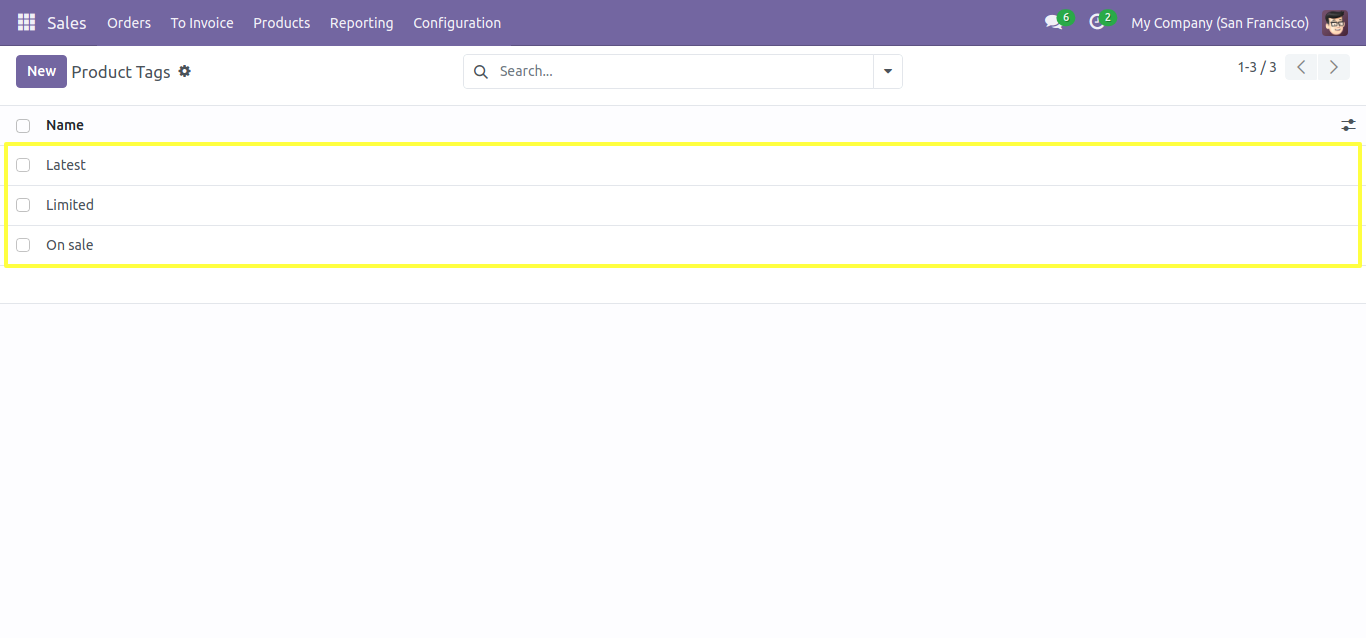 Sales Orders To Invoice Products Reporting Configuration 6 2 My Company (San Francisco)
New Product Tags Search... 1-3 / 3
Name
Latest
Limited
On sale